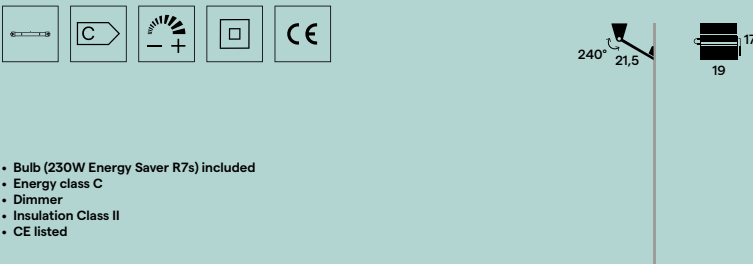 C
− +
CE
240°
21,5
17
19
• Bulb (230W Energy Saver R7s) included
• Energy class C
• Dimmer
• Insulation Class II
• CE listed